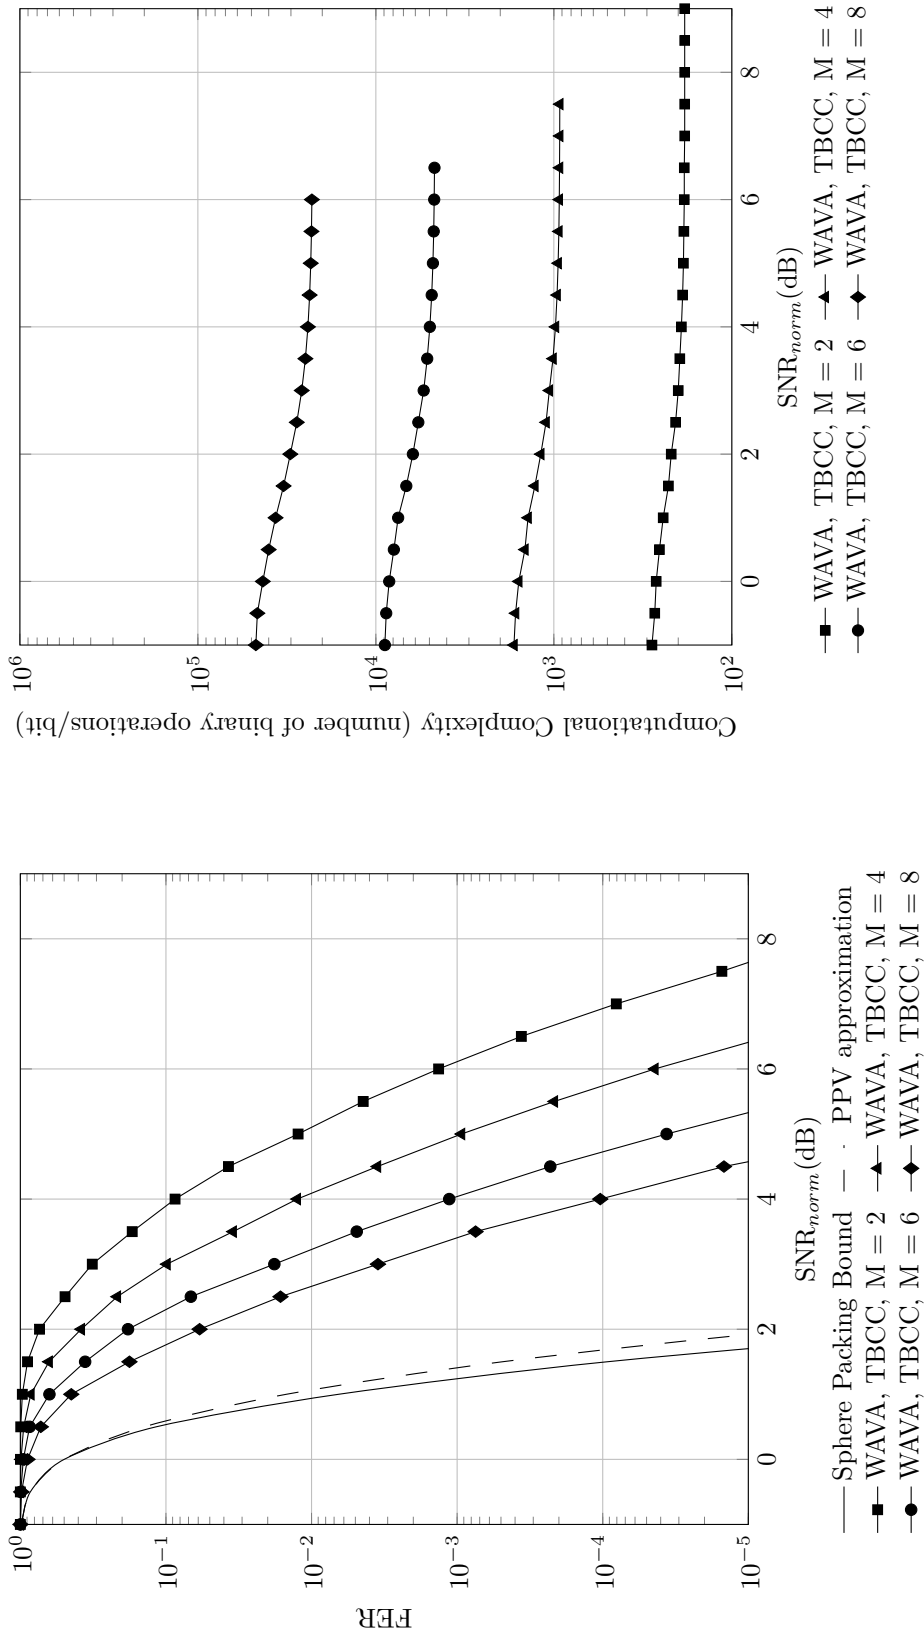 10^0
10^−1
10^−2
10^−3
10^−4
10^−5
FER
0
2
4
6
8
SNR_norm(dB)
Sphere Packing Bound PPV approximation
WAVA, TBCC, M = 2 WAVA, TBCC, M = 4
WAVA, TBCC, M = 6 WAVA, TBCC, M = 8
10^6
10^5
10^4
10^3
10^2
Computational Complexity (number of binary operations/bit)
0
2
4
6
8
SNR_norm(dB)
WAVA, TBCC, M = 2 WAVA, TBCC, M = 4
WAVA, TBCC, M = 6 WAVA, TBCC, M = 8